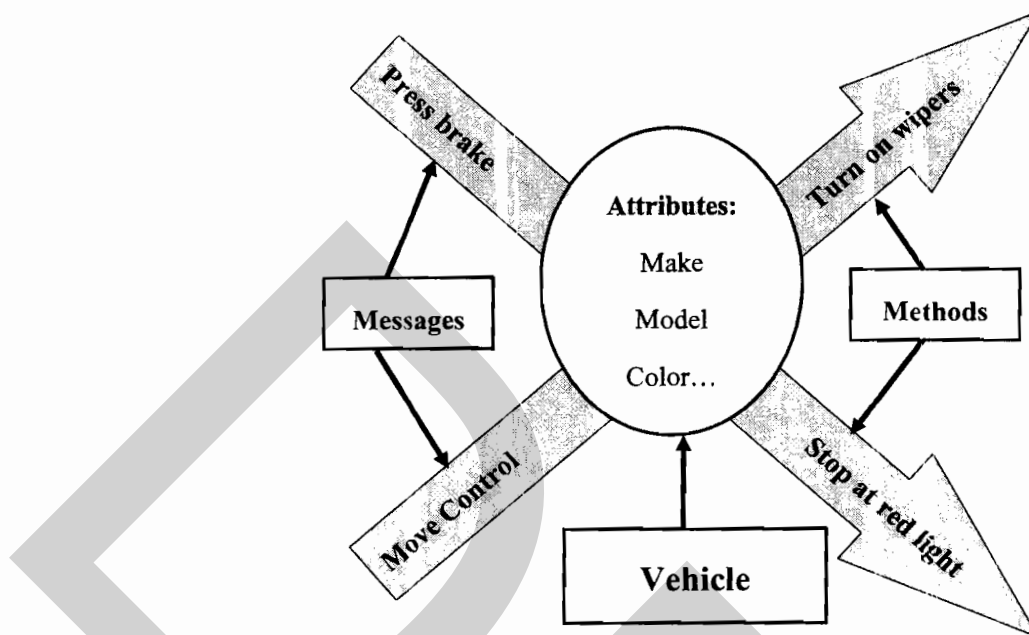 Press brake
Turn on wipers
Attributes:
Make
Model
Color...
Messages
Methods
Move Control
Stop at red light
Vehicle